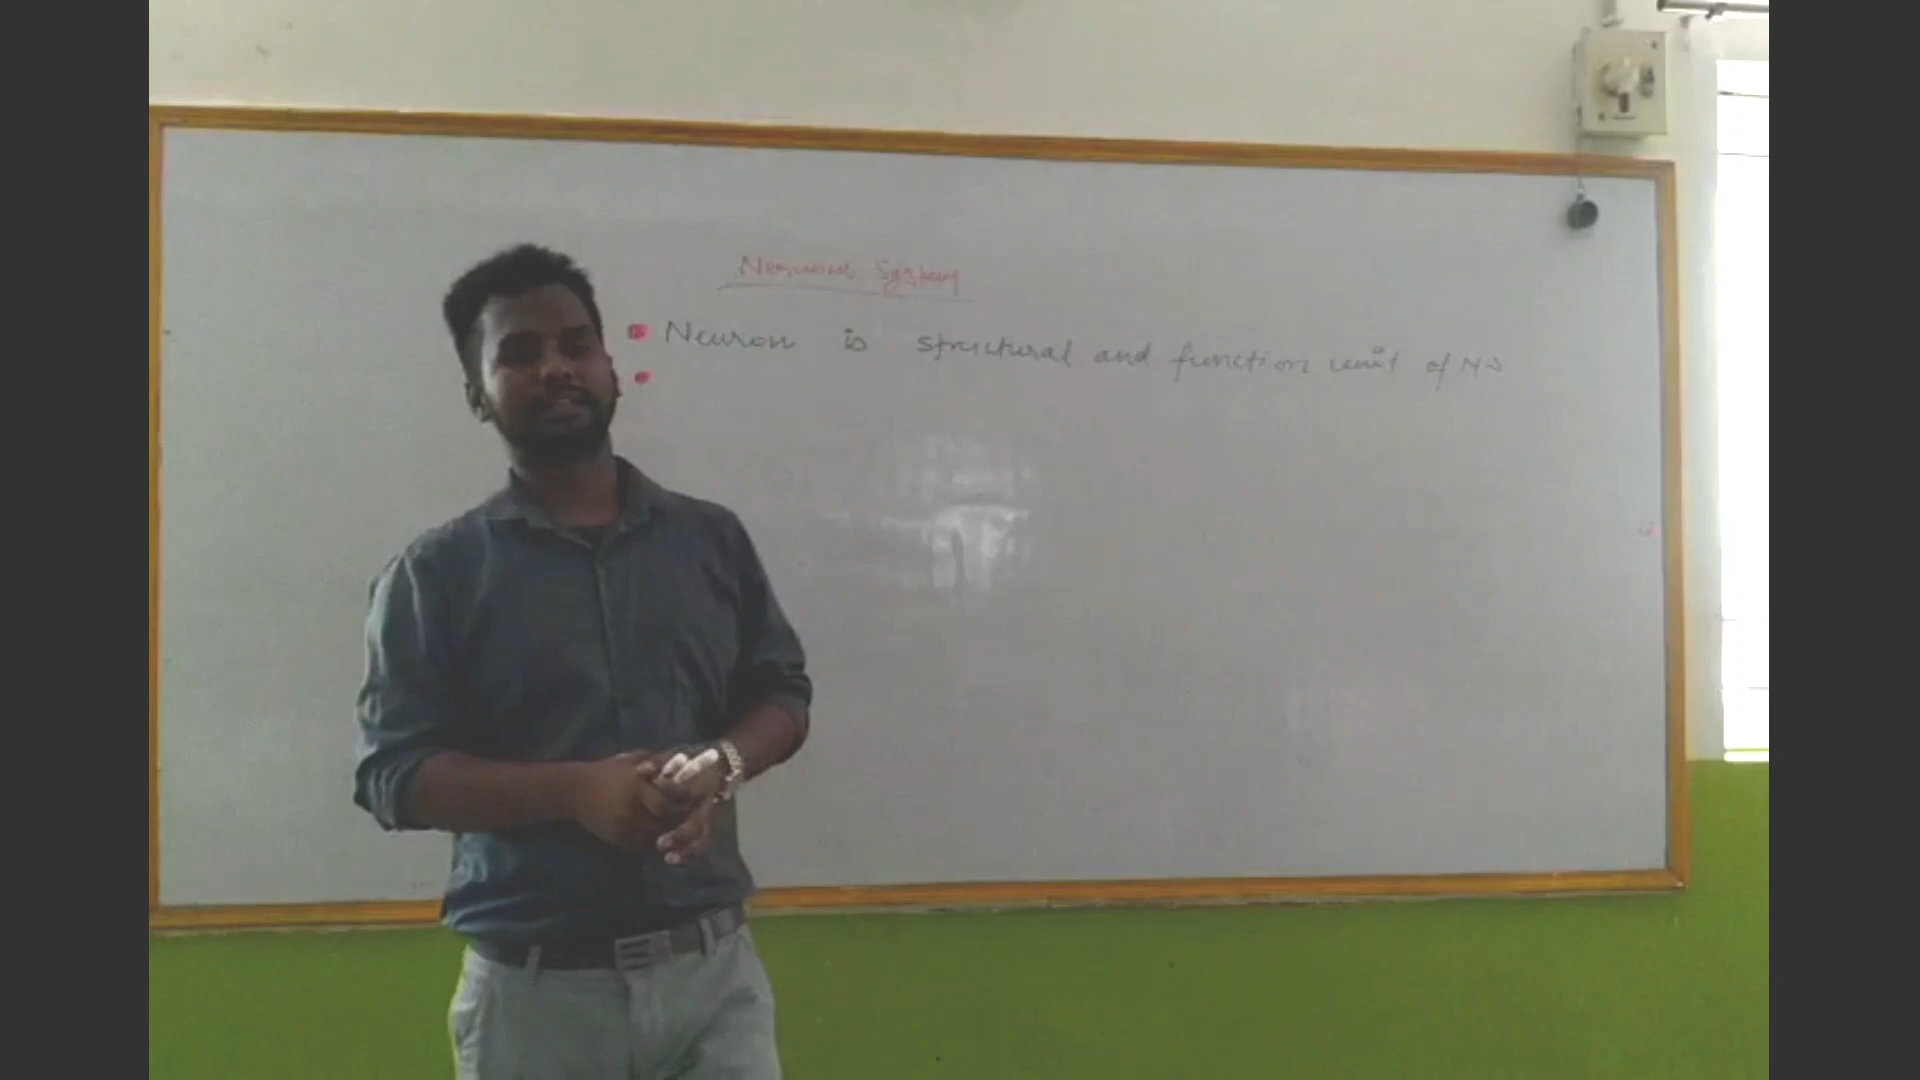 Nervous System
Neuron is structural and function unit of NS